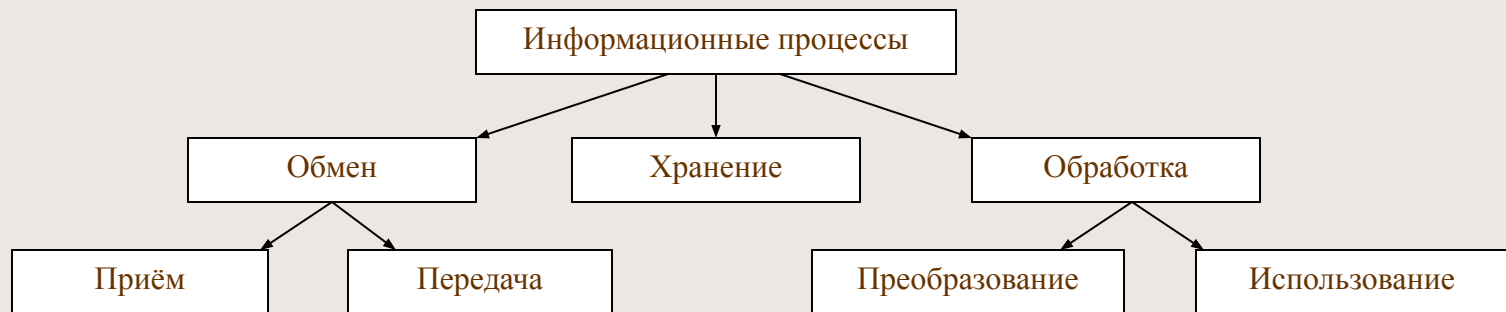 Информационные процессы
Обмен
Хранение
Обработка
Приём
Передача
Преобразование
Использование